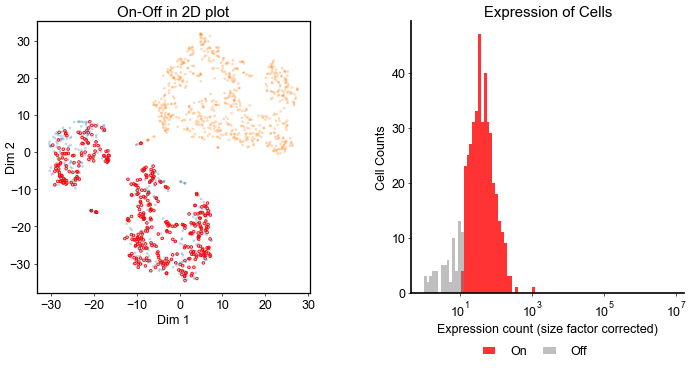 On-Off in 2D plot
Dim 2
30
20
10
0
−10
−20
−30
−30 −20 −10 0 10 20 30
Dim 1
Expression of Cells
Cell Counts
40
30
20
10
0
10^1 10^3 10^5 10^7
Expression count (size factor corrected)
On Off